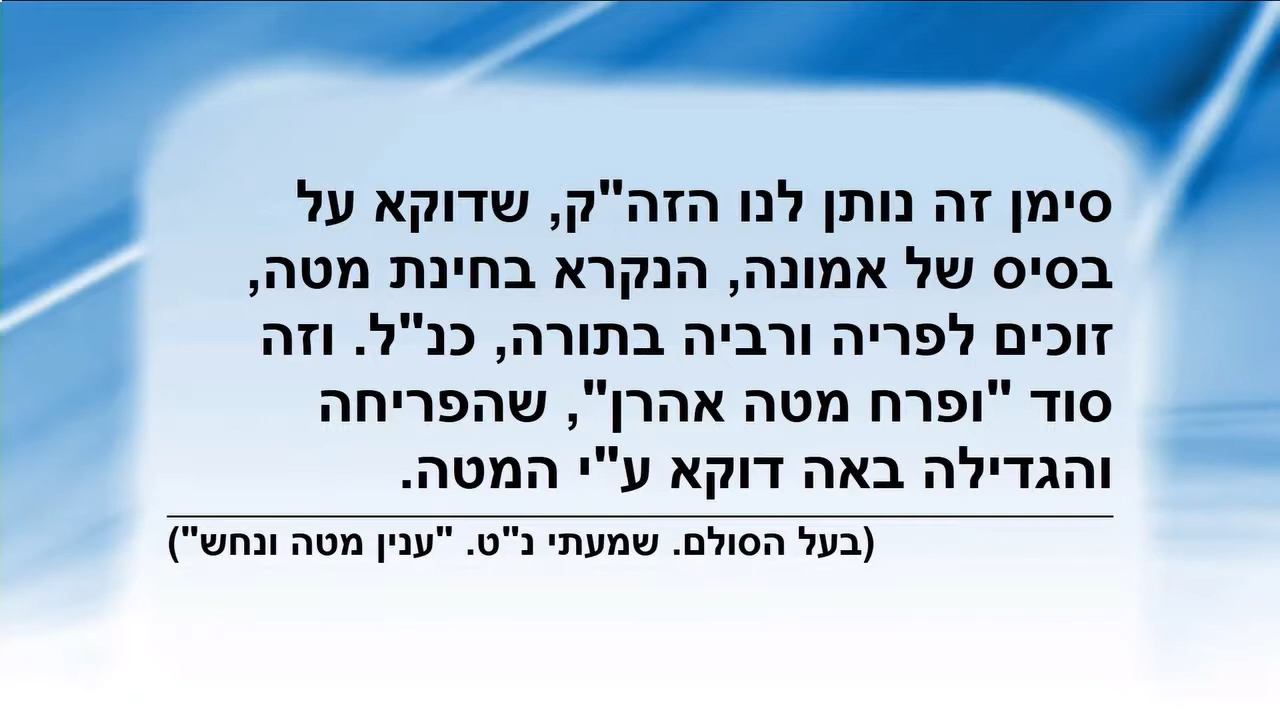 סימן זה נותן לנו הזה"ק, שדוקא על
בסיס של אמונה, הנקרא בחינת מטה,
זוכים לפריה ורביה בתורה, כנ"ל. וזה
סוד "ופרח מטה אהרן", שהפריחה
והגדילה באה דוקא ע"י המטה.
(בעל הסולם. שמעתי נ"ט. "ענין מטה ונחש")